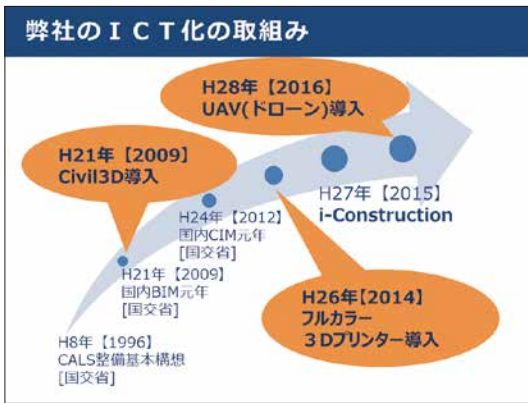 弊社のＩＣＴ化の取組み
H28年【2016】
UAV(ドローン)導入
H21年【2009】
Civil3D導入
H27年【2015】
i-Construction
H24年【2012】
国内CIM元年
[国交省]
H21年【2009】
国内BIM元年
[国交省]
H26年【2014】
フルカラー
３Dプリンター導入
H8年【1996】
CALS整備基本構想
[国交省]